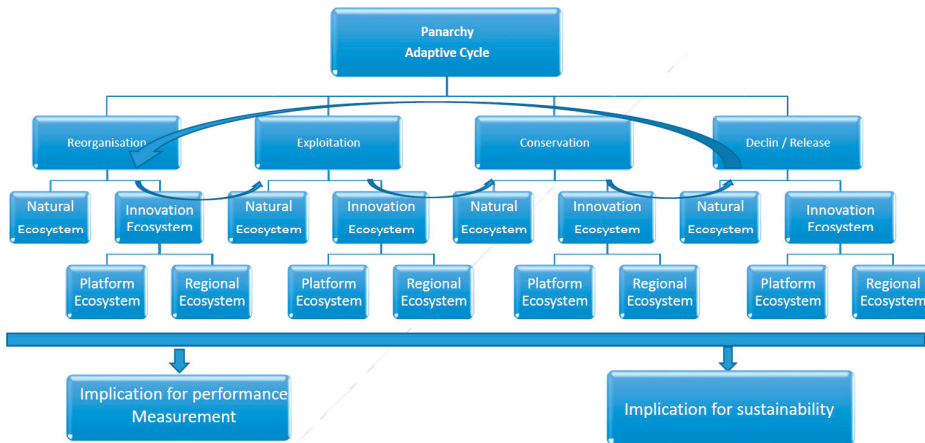 Panarchy
Adaptive Cycle
Reorganisation
Exploitation
Conservation
Declin / Release
Natural
Ecosystem
Innovation
Ecosystem
Natural
Ecosystem
Innovation
Ecosystem
Natural
Ecosystem
Innovation
Ecosystem
Natural
Ecosystem
Innovation
Ecosystem
Platform
Ecosystem
Regional
Ecosystem
Platform
Ecosystem
Regional
Ecosystem
Platform
Ecosystem
Regional
Ecosystem
Platform
Ecosystem
Regional
Ecosystem
Implication for performance
Measurement
Implication for sustainability